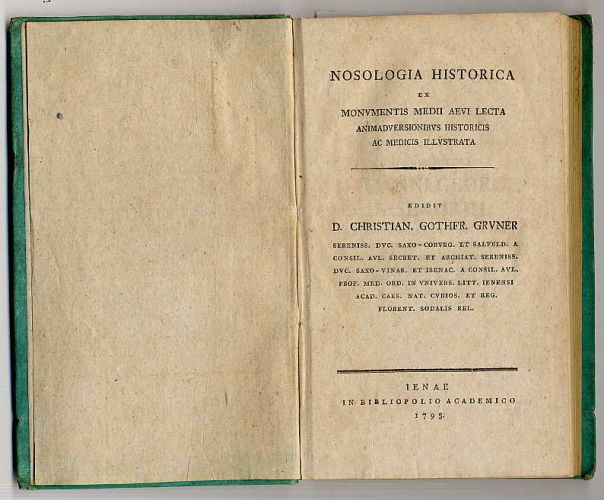 NOSOLOGIA HISTORICA
EX
MONVMENTIS MEDII AEVI LECTA
ANIMADVERSIONIBVS HISTORICIS
AC MEDICIS ILLVSTRATA
EDIDIT
D. CHRISTIAN. GOTHFR. GRVNER
SERENISS. DVC. SAXO-COBVRG. ET SALFELD. A
CONSIL. AVL. SECRET. ET ARCHIAT. SERENISS.
DVC. SAXO-VINAR. ET ISENAC. A CONSIL. AVL.
PROF. MED. ORD. IN VNIVERS. LITT. IENENSI
ACAD. CAES. NAT. CVRIOS. ET REG.
FLORENT. SODALIS REL.
IENAE
IN BIBLIOPOLIO ACADEMICO
1795.